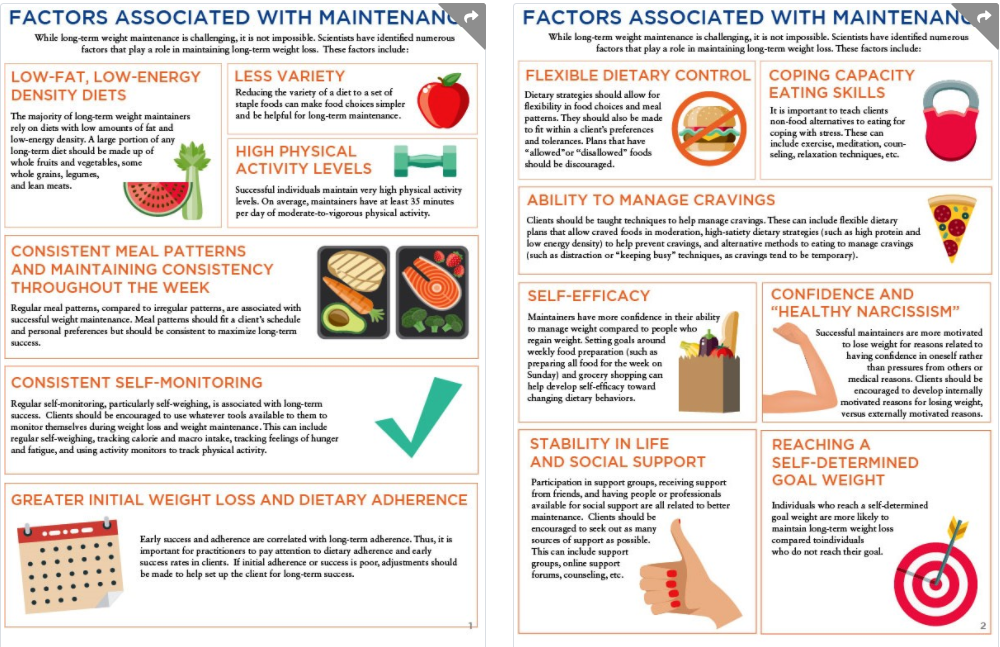 FACTORS ASSOCIATED WITH MAINTENANC
While long-term weight maintenance is challenging, it is not impossible. Scientists have identified numerous
factors that play a role in maintaining long-term weight loss. These factors include:
LOW-FAT, LOW-ENERGY
DENSITY DIETS
The majority of long-term weight maintainers
rely on diets with low amounts of fat and
low-energy density. A large portion of any
long-term diet should be made up of
whole fruits and vegetables, some
whole grains, legumes,
and lean meats.
LESS VARIETY
Reducing the variety of a diet to a set of
staple foods can make food choices simpler
and be helpful for long-term maintenance.
HIGH PHYSICAL
ACTIVITY LEVELS
Successful individuals maintain very high physical activity
levels. On average, maintainers have at least 35 minutes
per day of moderate-to-vigorous physical activity.
CONSISTENT MEAL PATTERNS
AND MAINTAINING CONSISTENCY
THROUGHOUT THE WEEK
Regular meal patterns, compared to irregular patterns, are associated with
successful weight maintenance. Meal patterns should fit a client's schedule
and personal preferences but should be consistent to maximize long-term
success.
CONSISTENT SELF-MONITORING
Regular self-monitoring, particularly self-weighing, is associated with long-term
success. Clients should be encouraged to use whatever tools available to them to
monitor themselves during weight loss and weight maintenance. This can include
regular self-weighing, tracking calorie and macro intake, tracking feelings of hunger
and fatigue, and using activity monitors to track physical activity.
GREATER INITIAL WEIGHT LOSS AND DIETARY ADHERENCE
Early success and adherence are correlated with long-term adherence. Thus, it is
important for practitioners to pay attention to dietary adherence and early
success rates in clients. If initial adherence or success is poor, adjustments should
be made to help set up the client for long-term success.
1
FACTORS ASSOCIATED WITH MAINTENANC
While long-term weight maintenance is challenging, it is not impossible. Scientists have identified numerous
factors that play a role in maintaining long-term weight loss. These factors include:
FLEXIBLE DIETARY CONTROL
Dietary strategies should allow for
flexibility in food choices and meal
patterns. They should also be made
to fit within a client's preferences
and tolerances. Plans that have
"allowed"or "disallowed" foods
should be discouraged.
COPING CAPACITY
EATING SKILLS
It is important to teach clients
non-food alternatives to eating for
coping with stress. These can
include exercise, meditation, coun-
seling, relaxation techniques, etc.
ABILITY TO MANAGE CRAVINGS
Clients should be taught techniques to help manage cravings. These can include flexible dietary
plans that allow craved foods in moderation, high-satiety dietary strategies (such as high protein and
low energy density) to help prevent cravings, and alternative methods to eating to manage cravings
(such as distraction or "keeping busy" techniques, as cravings tend to be temporary).
SELF-EFFICACY
Maintainers have more confidence in their ability
to manage weight compared to people who
regain weight. Setting goals around
weekly food preparation (such as
preparing all food for the week on
Sunday) and grocery shopping can
help develop self-efficacy toward
changing dietary behaviors.
CONFIDENCE AND
"HEALTHY NARCISSISM"
Successful maintainers are more motivated
to lose weight for reasons related to
having confidence in oneself rather
than pressures from others or
medical reasons. Clients should be
encouraged to develop internally
motivated reasons for losing weight,
versus externally motivated reasons.
STABILITY IN LIFE
AND SOCIAL SUPPORT
Participation in support groups, receiving support
from friends, and having people or professionals
available for social support are all related to better
maintenance. Clients should be
encouraged to seek out as many
sources of support as possible.
This can include support
groups, online support
forums, counseling, etc.
REACHING A
SELF-DETERMINED
GOAL WEIGHT
Individuals who reach a self-determined
goal weight are more likely to
maintain long-term weight loss
compared toindividuals
who do not reach their goal.
2